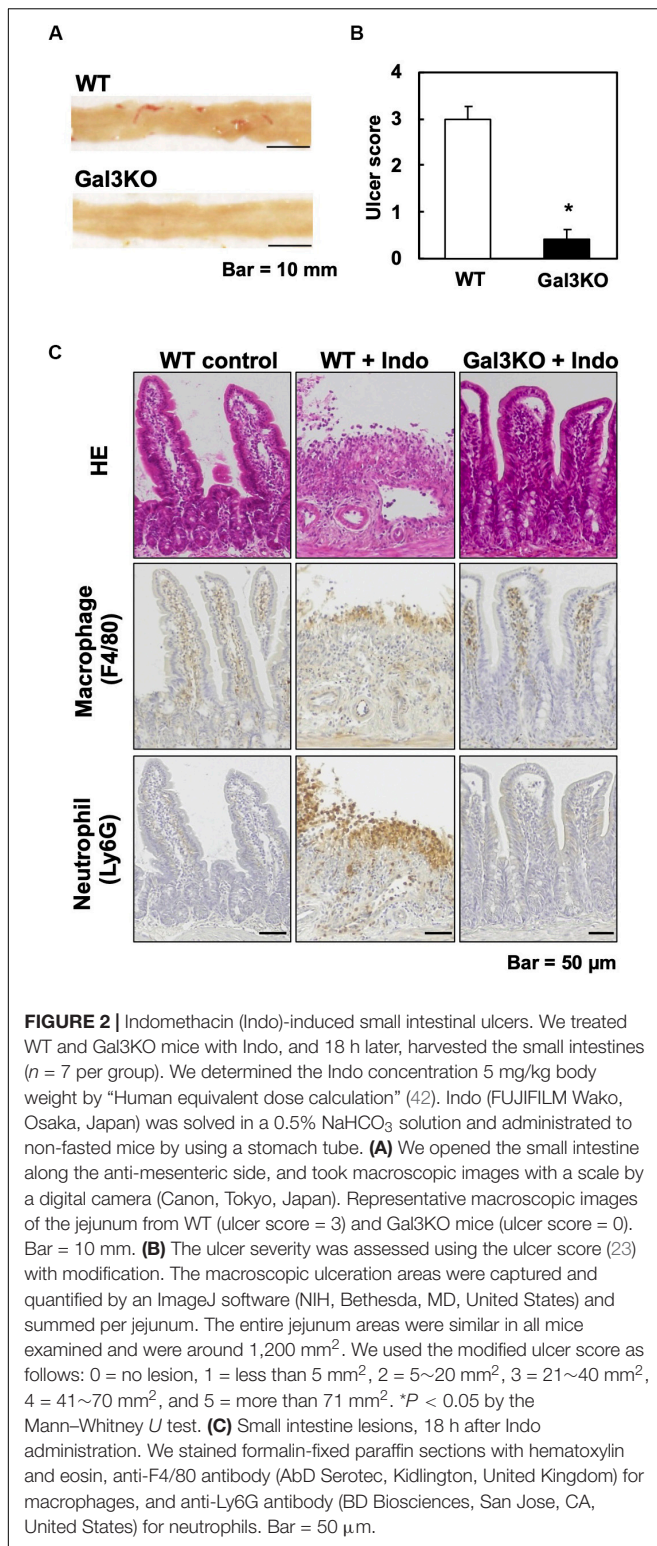 A
WT
Gal3KO
Bar = 10 mm
B
Ulcer score
4
3
2
1
0
*
WT
Gal3KO
C
WT control
WT + Indo
Gal3KO + Indo
HE
Macrophage
(F4/80)
Neutrophil
(Ly6G)
Bar = 50 µm
FIGURE 2 | Indomethacin (Indo)-induced small intestinal ulcers. We treated
WT and Gal3KO mice with Indo, and 18 h later, harvested the small intestines
(n = 7 per group). We determined the Indo concentration 5 mg/kg body
weight by “Human equivalent dose calculation” (42). Indo (FUJIFILM Wako,
Osaka, Japan) was solved in a 0.5% NaHCO₃ solution and administrated to
non-fasted mice by using a stomach tube. (A) We opened the small intestine
along the anti-mesenteric side, and took macroscopic images with a scale by
a digital camera (Canon, Tokyo, Japan). Representative macroscopic images
of the jejunum from WT (ulcer score = 3) and Gal3KO mice (ulcer score = 0).
Bar = 10 mm. (B) The ulcer severity was assessed using the ulcer score (23)
with modification. The macroscopic ulceration areas were captured and
quantified by an ImageJ software (NIH, Bethesda, MD, United States) and
summed per jejunum. The entire jejunum areas were similar in all mice
examined and were around 1,200 mm². We used the modified ulcer score as
follows: 0 = no lesion, 1 = less than 5 mm², 2 = 5~20 mm², 3 = 21~40 mm²,
4 = 41~70 mm², and 5 = more than 71 mm². *P < 0.05 by the
Mann–Whitney U test. (C) Small intestine lesions, 18 h after Indo
administration. We stained formalin-fixed paraffin sections with hematoxylin
and eosin, anti-F4/80 antibody (AbD Serotec, Kidlington, United Kingdom) for
macrophages, and anti-Ly6G antibody (BD Biosciences, San Jose, CA,
United States) for neutrophils. Bar = 50 µm.